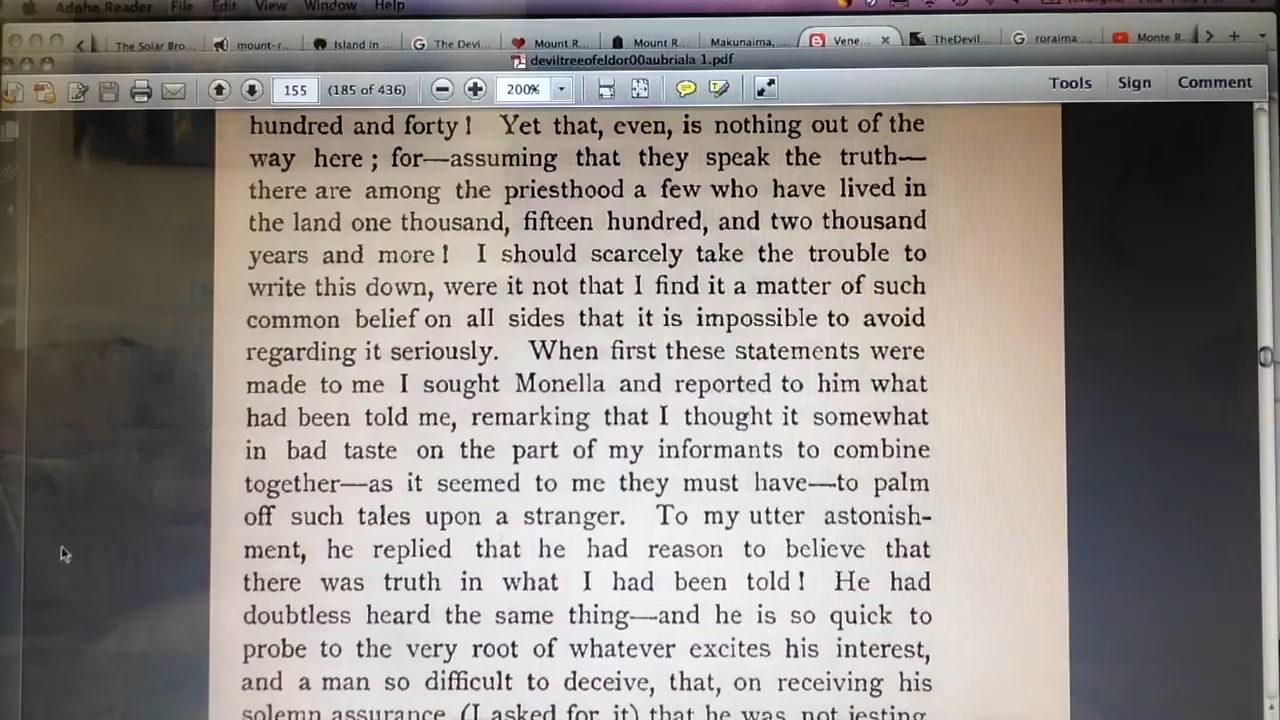 Adobe Reader File Edit View Window Help
The Solar Bro... mount-r... Island in ... The Devi... Mount R... Mount R... Makunaima,... Vene... × TheDevil... roraima Monte R
deviltreeofeldor00aubriala 1.pdf
155 (185 of 436) 200% Tools Sign Comment
hundred and forty! Yet that, even, is nothing out of the
way here; for—assuming that they speak the truth—
there are among the priesthood a few who have lived in
the land one thousand, fifteen hundred, and two thousand
years and more! I should scarcely take the trouble to
write this down, were it not that I find it a matter of such
common belief on all sides that it is impossible to avoid
regarding it seriously. When first these statements were
made to me I sought Monella and reported to him what
had been told me, remarking that I thought it somewhat
in bad taste on the part of my informants to combine
together—as it seemed to me they must have—to palm
off such tales upon a stranger. To my utter astonish-
ment, he replied that he had reason to believe that
there was truth in what I had been told! He had
doubtless heard the same thing—and he is so quick to
probe to the very root of whatever excites his interest,
and a man so difficult to deceive, that, on receiving his
solemn assurance (I asked for it) that he was not jesting